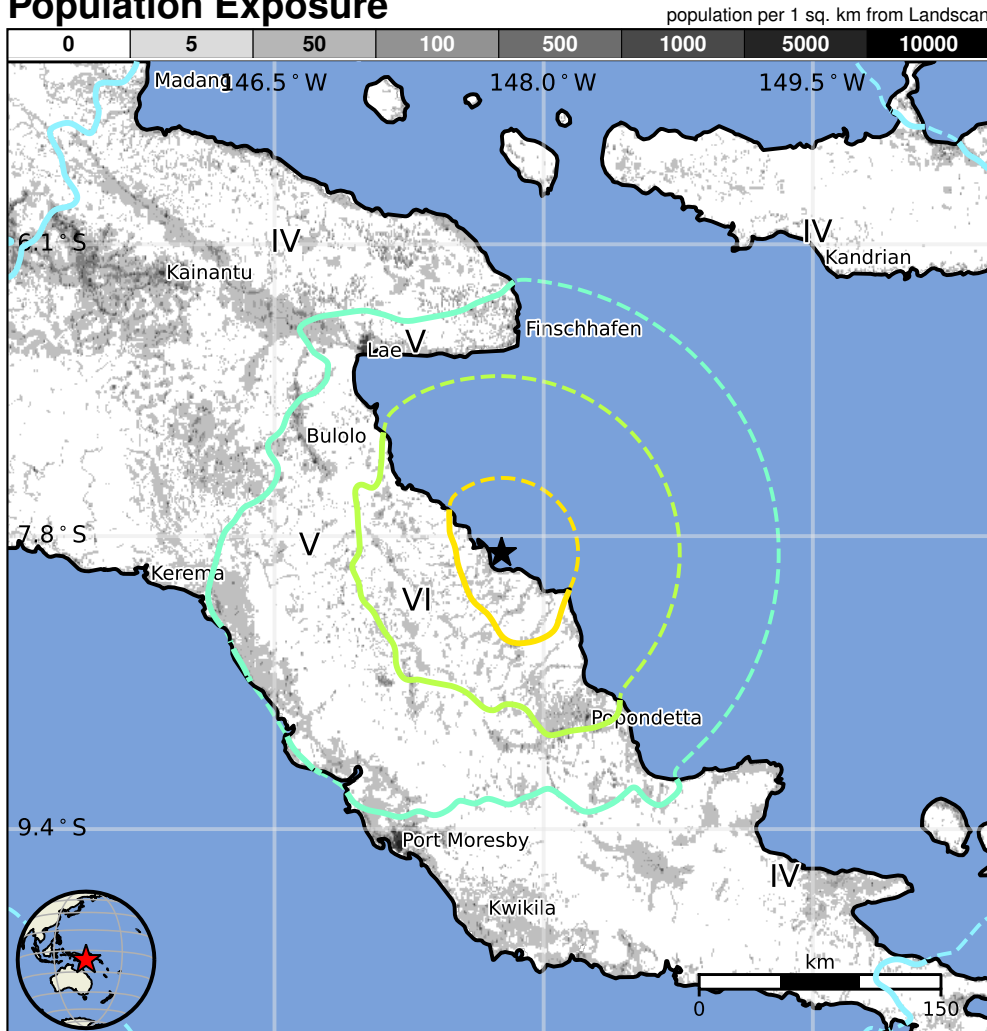 Population Exposure
population per 1 sq. km from Landscan
0 5 50 100 500 1000 5000 10000
Madang
146.5°W 148.0°W 149.5°W
IV
IV
6.1°S
Kandrian
Kainantu
Finschhafen
Lae V
Bulolo
7.8°S
V
Kerema
VI
Popondetta
9.4°S
Port Moresby
IV
Kwikila
km
0 150